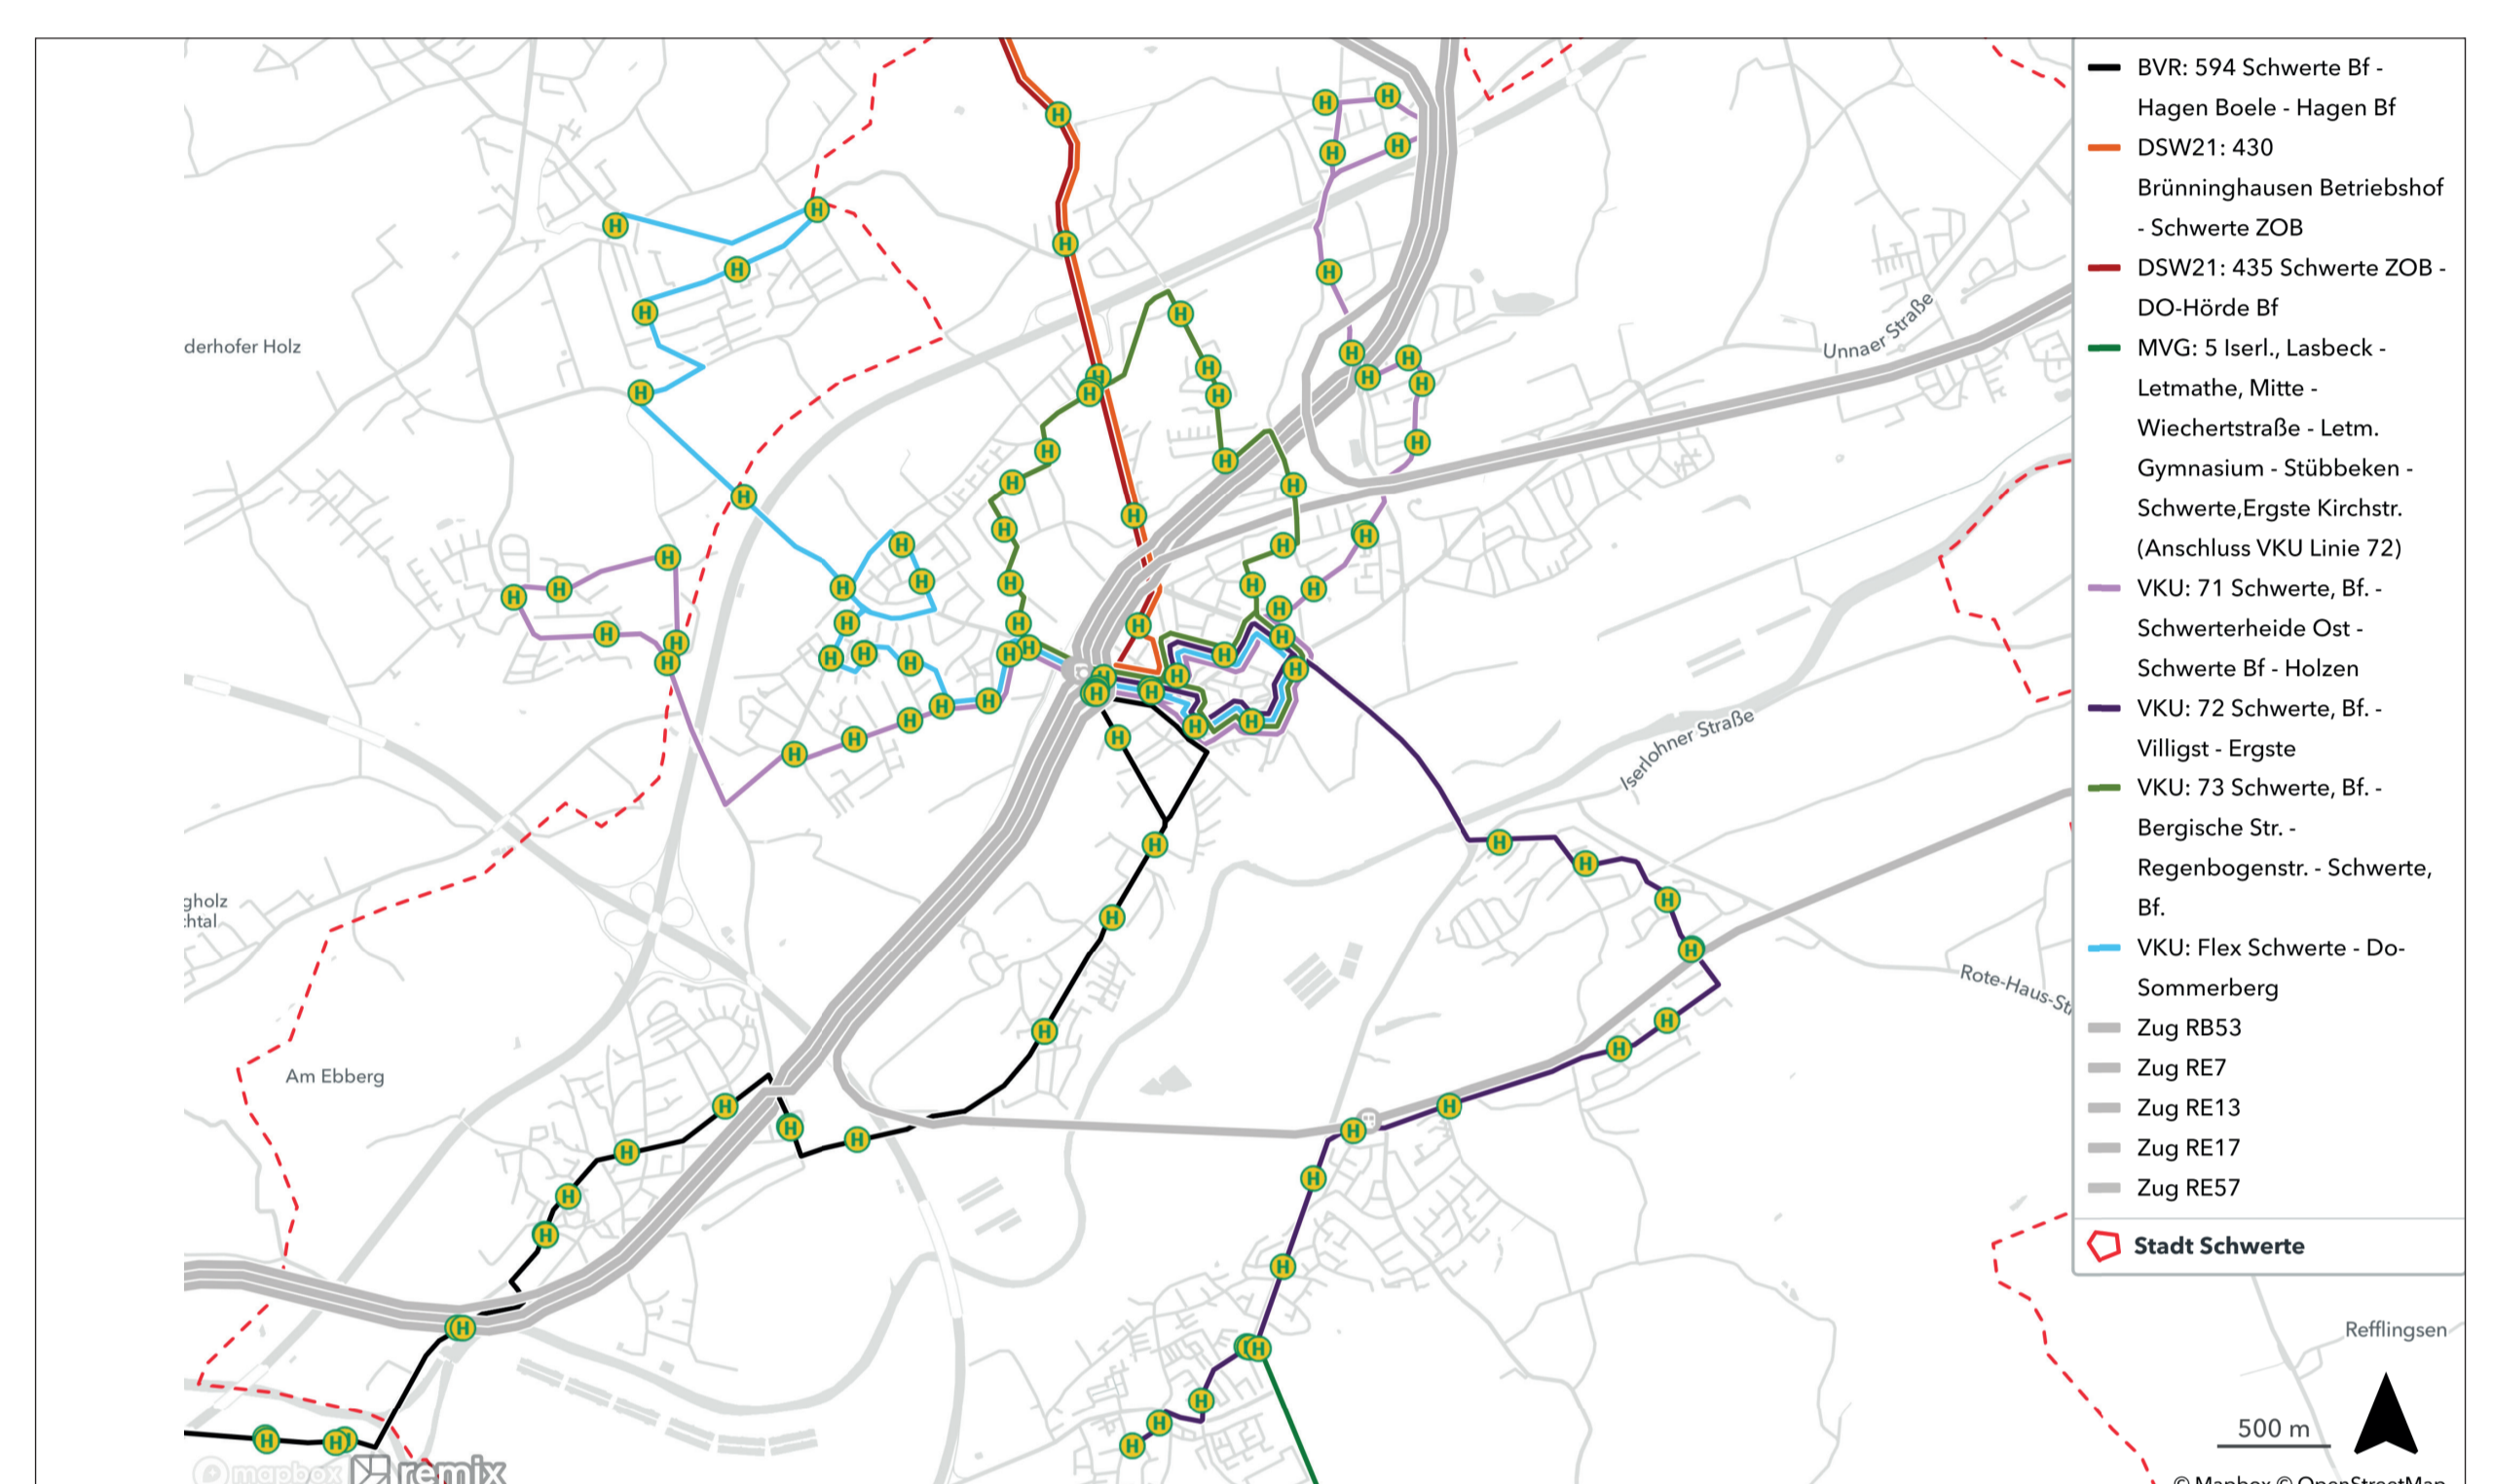 BVR: 594 Schwerte Bf -
Hagen Boele - Hagen Bf
DSW21: 430
Brünninghausen Betriebshof
- Schwerte ZOB
DSW21: 435 Schwerte ZOB -
DO-Hörde Bf
MVG: 5 Iserl., Lasbeck -
Letmathe, Mitte -
Wiechertstraße - Letm.
Gymnasium - Stübbeken -
Schwerte,Ergste Kirchstr.
(Anschluss VKU Linie 72)
VKU: 71 Schwerte, Bf. -
Schwerterheide Ost -
Schwerte Bf - Holzen
VKU: 72 Schwerte, Bf. -
Villigst - Ergste
VKU: 73 Schwerte, Bf. -
Bergische Str. -
Regenbogenstr. - Schwerte,
Bf.
VKU: Flex Schwerte - Do-
Sommerberg
Zug RB53
Zug RE7
Zug RE13
Zug RE17
Zug RE57
Stadt Schwerte
derhofer Holz
Unnaer Straße
Iserlohner Straße
gholz
htal
Rote-Haus-St
Am Ebberg
Refflingsen
500 m
mapbox
remix
© Mapbox © OpenStreetMap